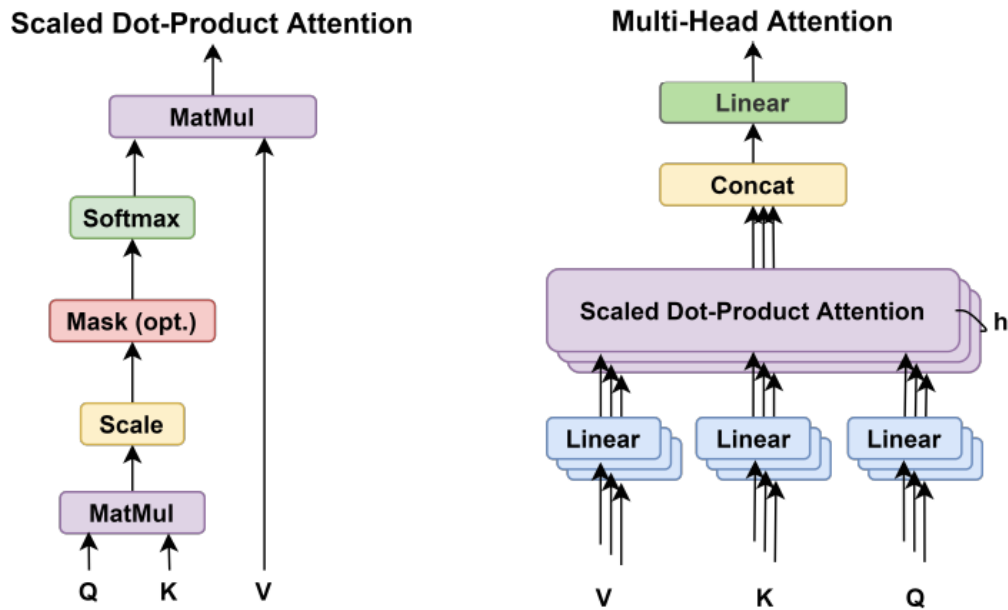 Scaled Dot-Product Attention
MatMul
Softmax
Mask (opt.)
Scale
MatMul
Q K V
Multi-Head Attention
Linear
Concat
Scaled Dot-Product Attention
h
Linear Linear Linear
V K Q